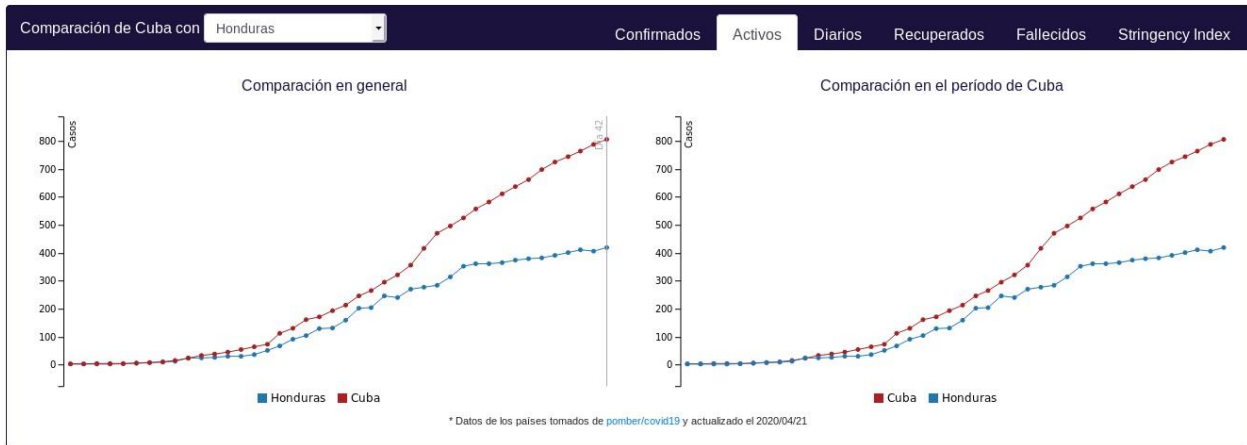 Comparación de Cuba con Honduras
Confirmados Activos Diarios Recuperados Fallecidos Stringency Index
Comparación en general
Casos
800
700
600
500
400
300
200
100
0
Día 42
Honduras Cuba
Comparación en el período de Cuba
Casos
800
700
600
500
400
300
200
100
0
Cuba Honduras
* Datos de los países tomados de pomber/covid19 y actualizado el 2020/04/21